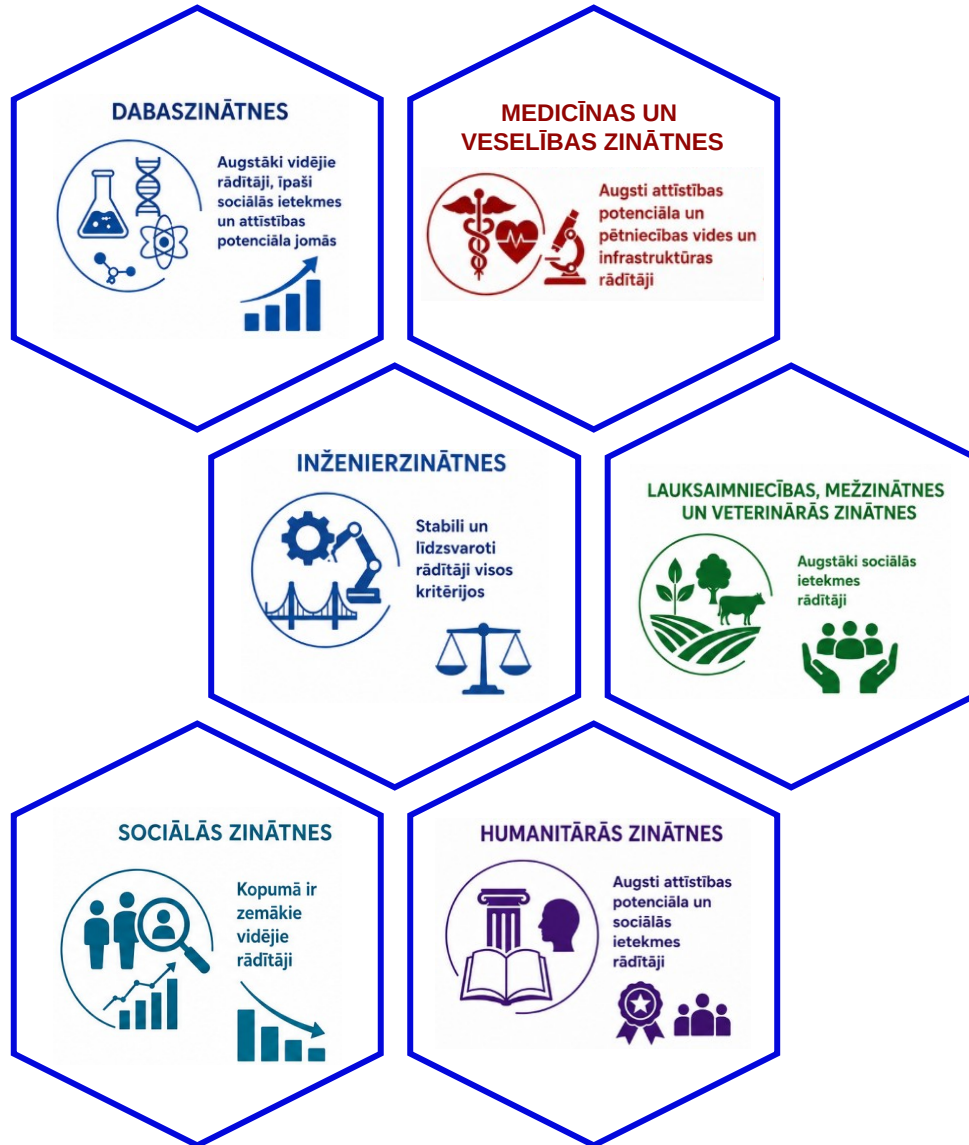 DABASZINĀTNES
Augstāki vidējie
rādītāji, īpaši
sociālās ietekmes
un attīstības
potenciāla jomās
MEDICĪNAS UN
VESELĪBAS ZINĀTNES
Augsti attīstības
potenciāla un
pētniecības vides un
infrastruktūras
rādītāji
INŽENIERZINĀTNES
Stabili un
līdzsvaroti
rādītāji visos
kritērijos
LAUKSAIMNIECĪBAS, MEŽZINĀTNES
UN VETERINĀRĀS ZINĀTNES
Augstāki sociālās
ietekmes
rādītāji
SOCIĀLĀS ZINĀTNES
Kopumā ir
zemākie
vidējie
rādītāji
HUMANITĀRĀS ZINĀTNES
Augsti attīstības
potenciāla un
sociālās
ietekmes
rādītāji